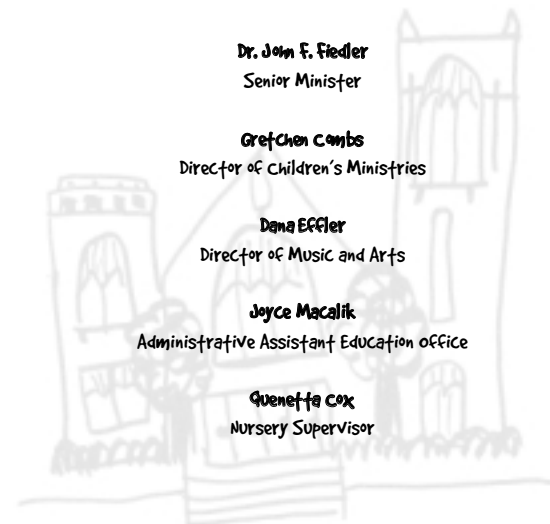 Dr. John F. Fiedler
Senior Minister
Gretchen Combs
Director of Children's Ministries
Dana Effler
Director of Music and Arts
Joyce Macalik
Administrative Assistant Education Office
Quenetta Cox
Nursery Supervisor